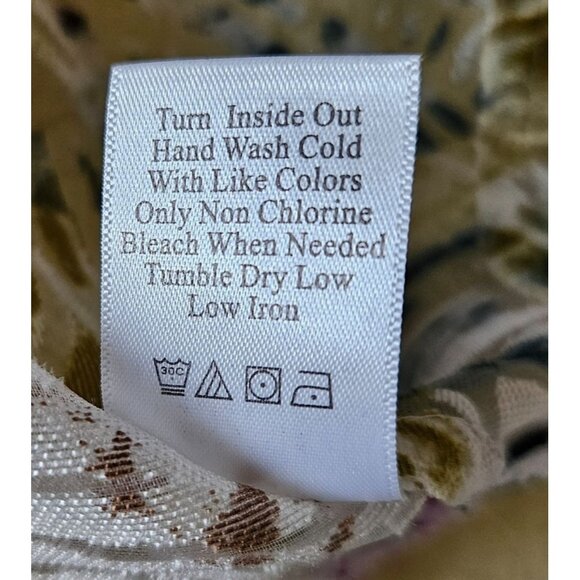 Turn Inside Out
Hand Wash Cold
With Like Colors
Only Non Chlorine
Bleach When Needed
Tumble Dry Low
Low Iron
30C